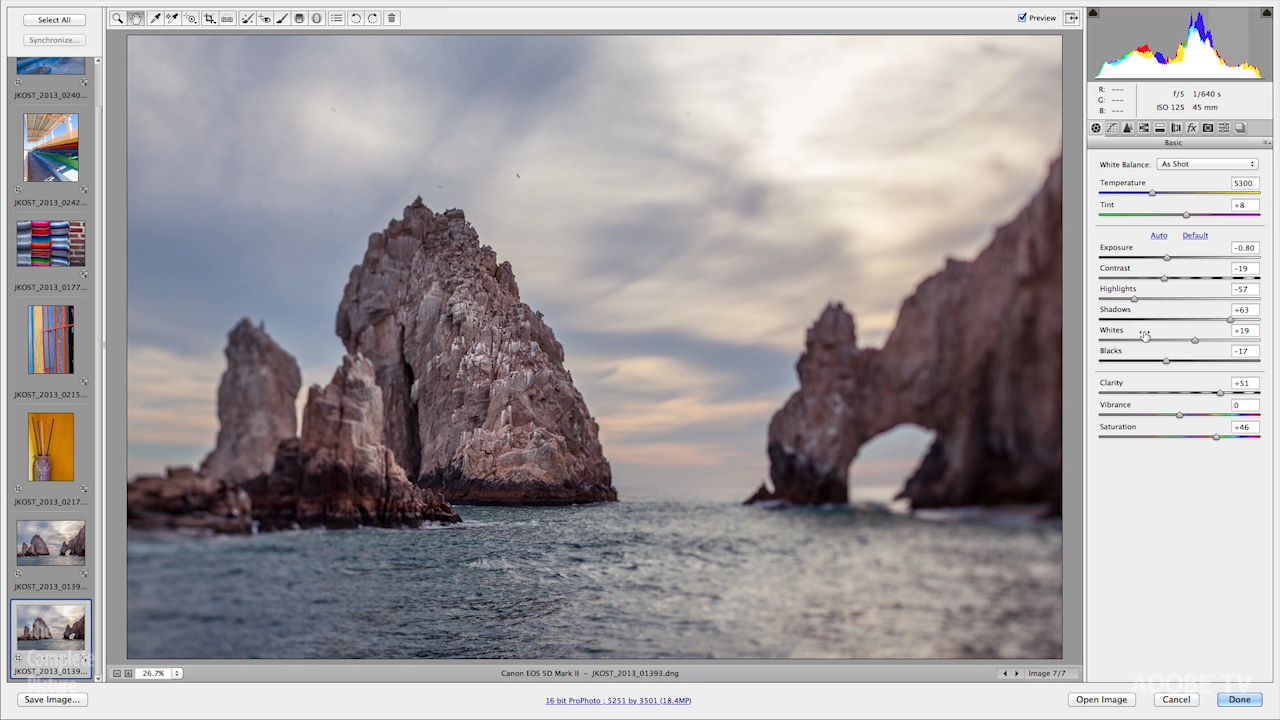 Select All
Synchronize...
JKOST_2013_0240...
JKOST_2013_0242...
JKOST_2013_0177...
JKOST_2013_0215...
JKOST_2013_0217...
JKOST_2013_0139...
JKOST_2013_0139...
Complete
Picture
Save Image...
Preview
26.7%
Canon EOS 5D Mark II – JKOST_2013_01393.dng
Image 7/7
16 bit ProPhoto ; 5251 by 3501 (18.4MP)
R: ---
G: ---
B: ---
f/5 1/640 s
ISO 125 45 mm
fx
Basic
White Balance: As Shot
Temperature 5300
Tint +8
Auto Default
Exposure -0.80
Contrast -19
Highlights -57
Shadows +63
Whites +19
Blacks -17
Clarity +51
Vibrance 0
Saturation +46
ADOBE TV
Open Image Cancel Done